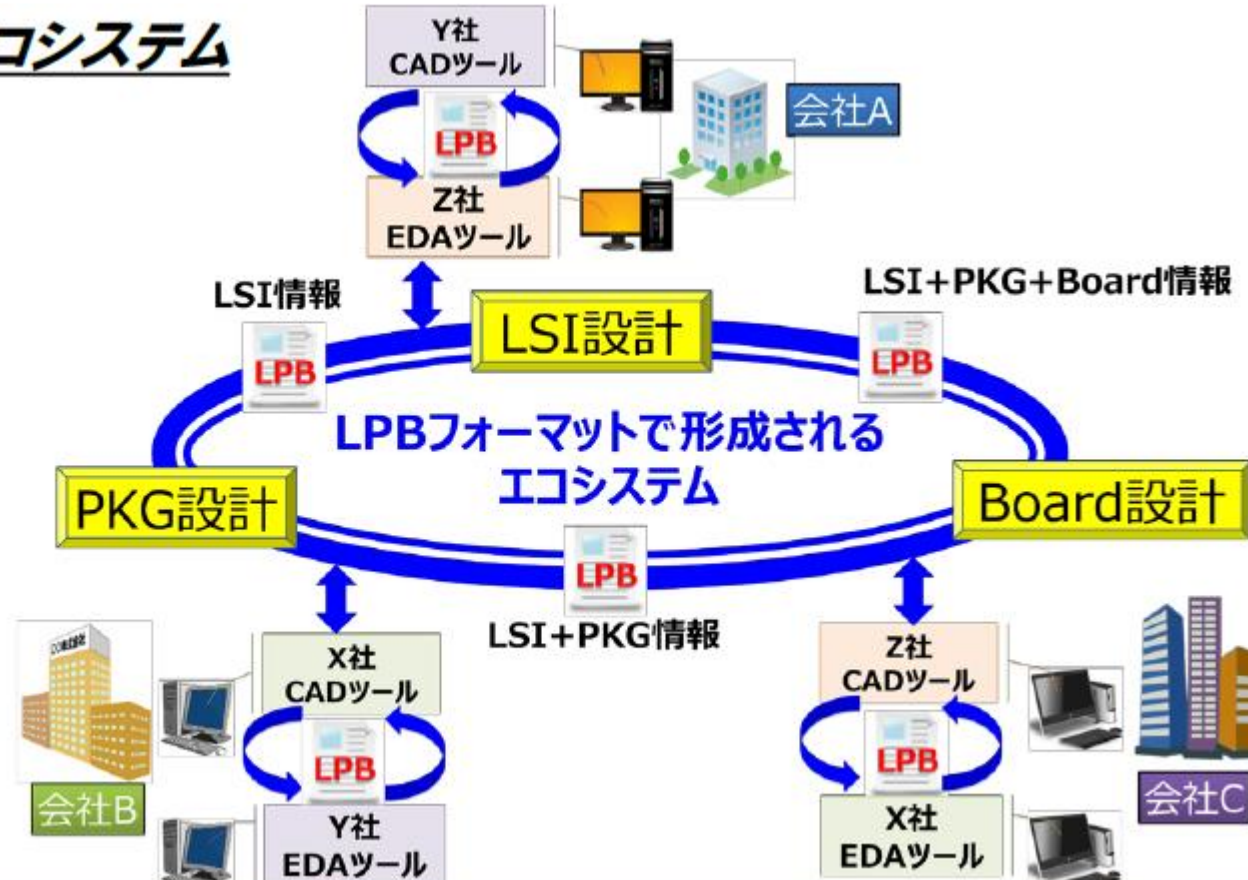 コシステム
Y社
CADツール
LPB
Z社
EDAツール
会社A
LSI情報
LPB
LSI設計
LSI+PKG+Board情報
LPB
LPBフォーマットで形成される
エコシステム
PKG設計
Board設計
LPB
LSI+PKG情報
会社B
X社
CADツール
LPB
Y社
EDAツール
Z社
CADツール
LPB
X社
EDAツール
会社C